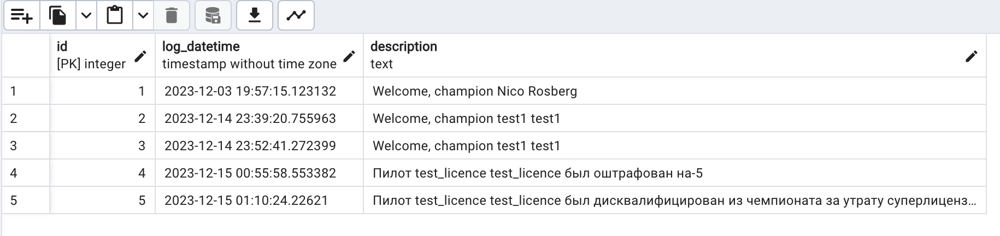 id
[PK] integer
log_datetime
timestamp without time zone
description
text
1 1 2023-12-03 19:57:15.123132 Welcome, champion Nico Rosberg
2 2 2023-12-14 23:39:20.755963 Welcome, champion test1 test1
3 3 2023-12-14 23:52:41.272399 Welcome, champion test1 test1
4 4 2023-12-15 00:55:58.553382 Пилот test_licence test_licence был оштрафован на-5
5 5 2023-12-15 01:10:24.22621 Пилот test_licence test_licence был дисквалифицирован из чемпионата за утрату суперлиценз...